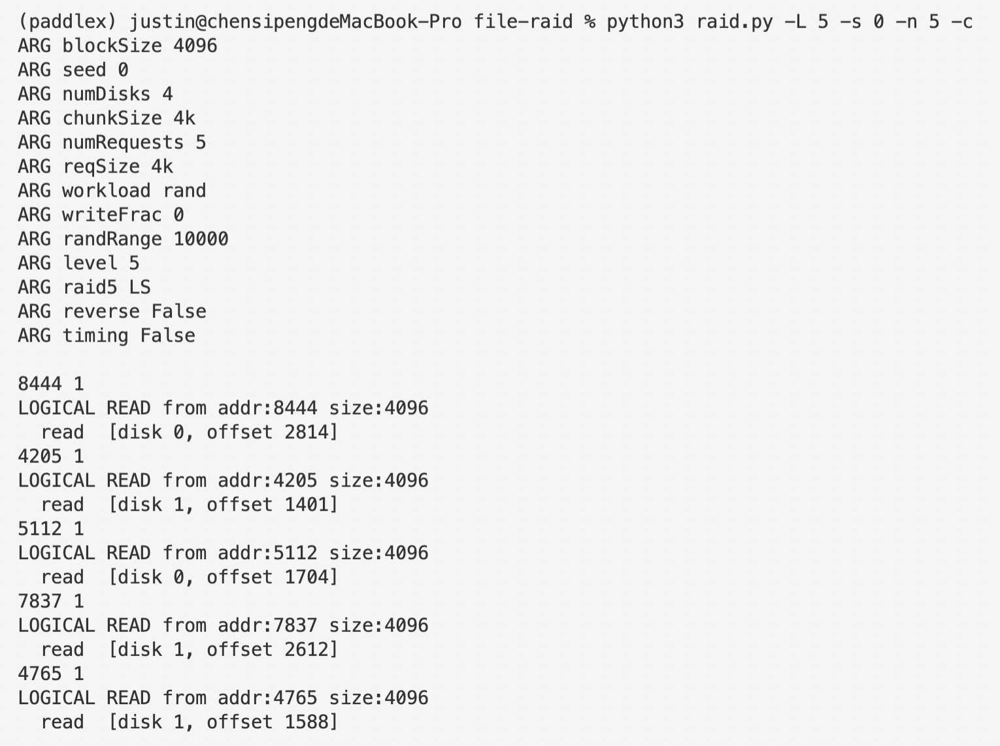 (paddlex) justin@chensipengdeMacBook-Pro file-raid % python3 raid.py -L 5 -s 0 -n 5 -c
ARG blockSize 4096
ARG seed 0
ARG numDisks 4
ARG chunkSize 4k
ARG numRequests 5
ARG reqSize 4k
ARG workload rand
ARG writeFrac 0
ARG randRange 10000
ARG level 5
ARG raid5 LS
ARG reverse False
ARG timing False

8444 1
LOGICAL READ from addr:8444 size:4096
  read  [disk 0, offset 2814]
4205 1
LOGICAL READ from addr:4205 size:4096
  read  [disk 1, offset 1401]
5112 1
LOGICAL READ from addr:5112 size:4096
  read  [disk 0, offset 1704]
7837 1
LOGICAL READ from addr:7837 size:4096
  read  [disk 1, offset 2612]
4765 1
LOGICAL READ from addr:4765 size:4096
  read  [disk 1, offset 1588]